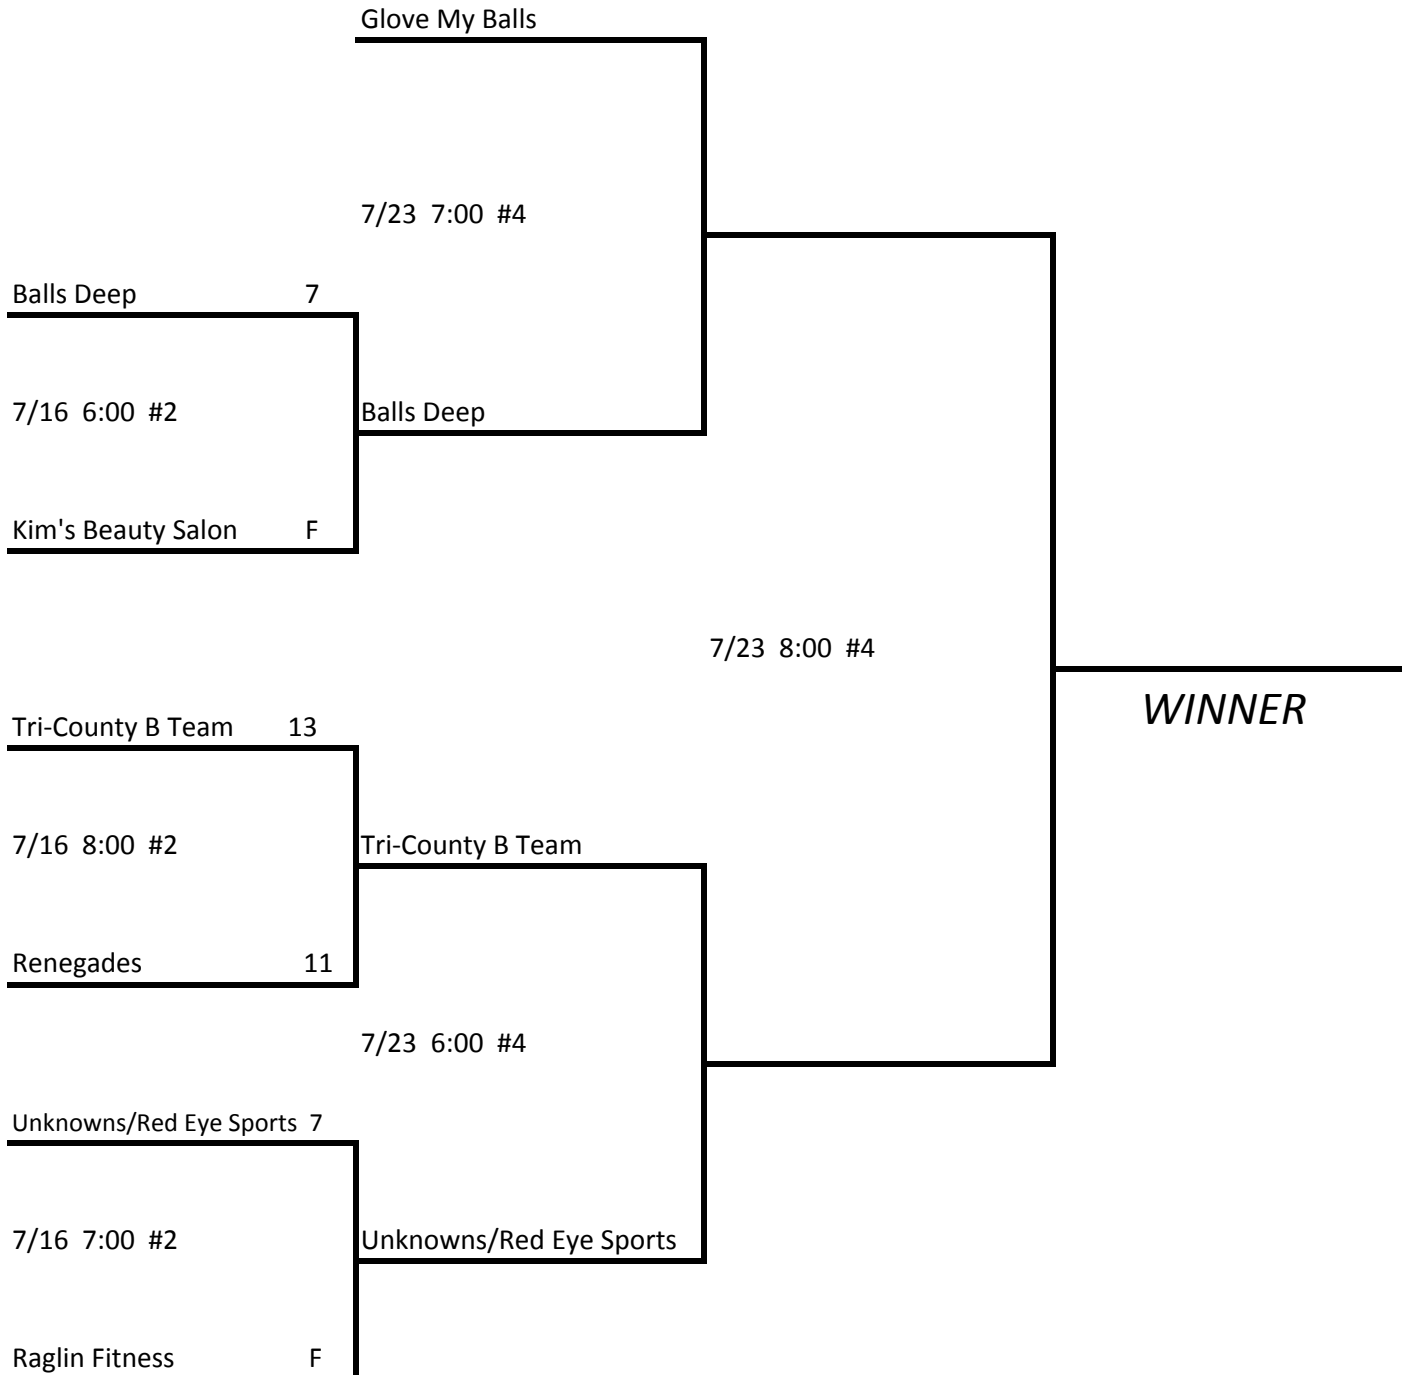 Glove My Balls
7/23 7:00 #4
Balls Deep 7
7/16 6:00 #2 Balls Deep
Kim's Beauty Salon F
7/23 8:00 #4
WINNER
Tri-County B Team 13
7/16 8:00 #2 Tri-County B Team
Renegades 11
7/23 6:00 #4
Unknowns/Red Eye Sports 7
7/16 7:00 #2 Unknowns/Red Eye Sports
Raglin Fitness F